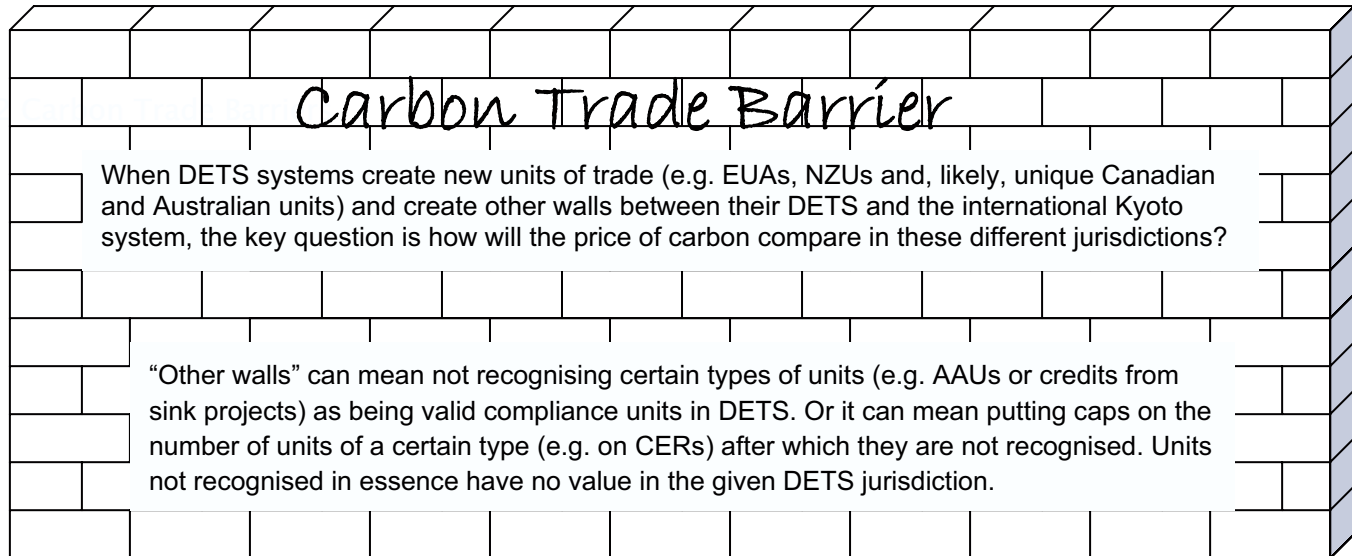 Carbon Trade Barrier
When DETS systems create new units of trade (e.g. EUAs, NZUs and, likely, unique Canadian
and Australian units) and create other walls between their DETS and the international Kyoto
system, the key question is how will the price of carbon compare in these different jurisdictions?
“Other walls” can mean not recognising certain types of units (e.g. AAUs or credits from
sink projects) as being valid compliance units in DETS. Or it can mean putting caps on the
number of units of a certain type (e.g. on CERs) after which they are not recognised. Units
not recognised in essence have no value in the given DETS jurisdiction.